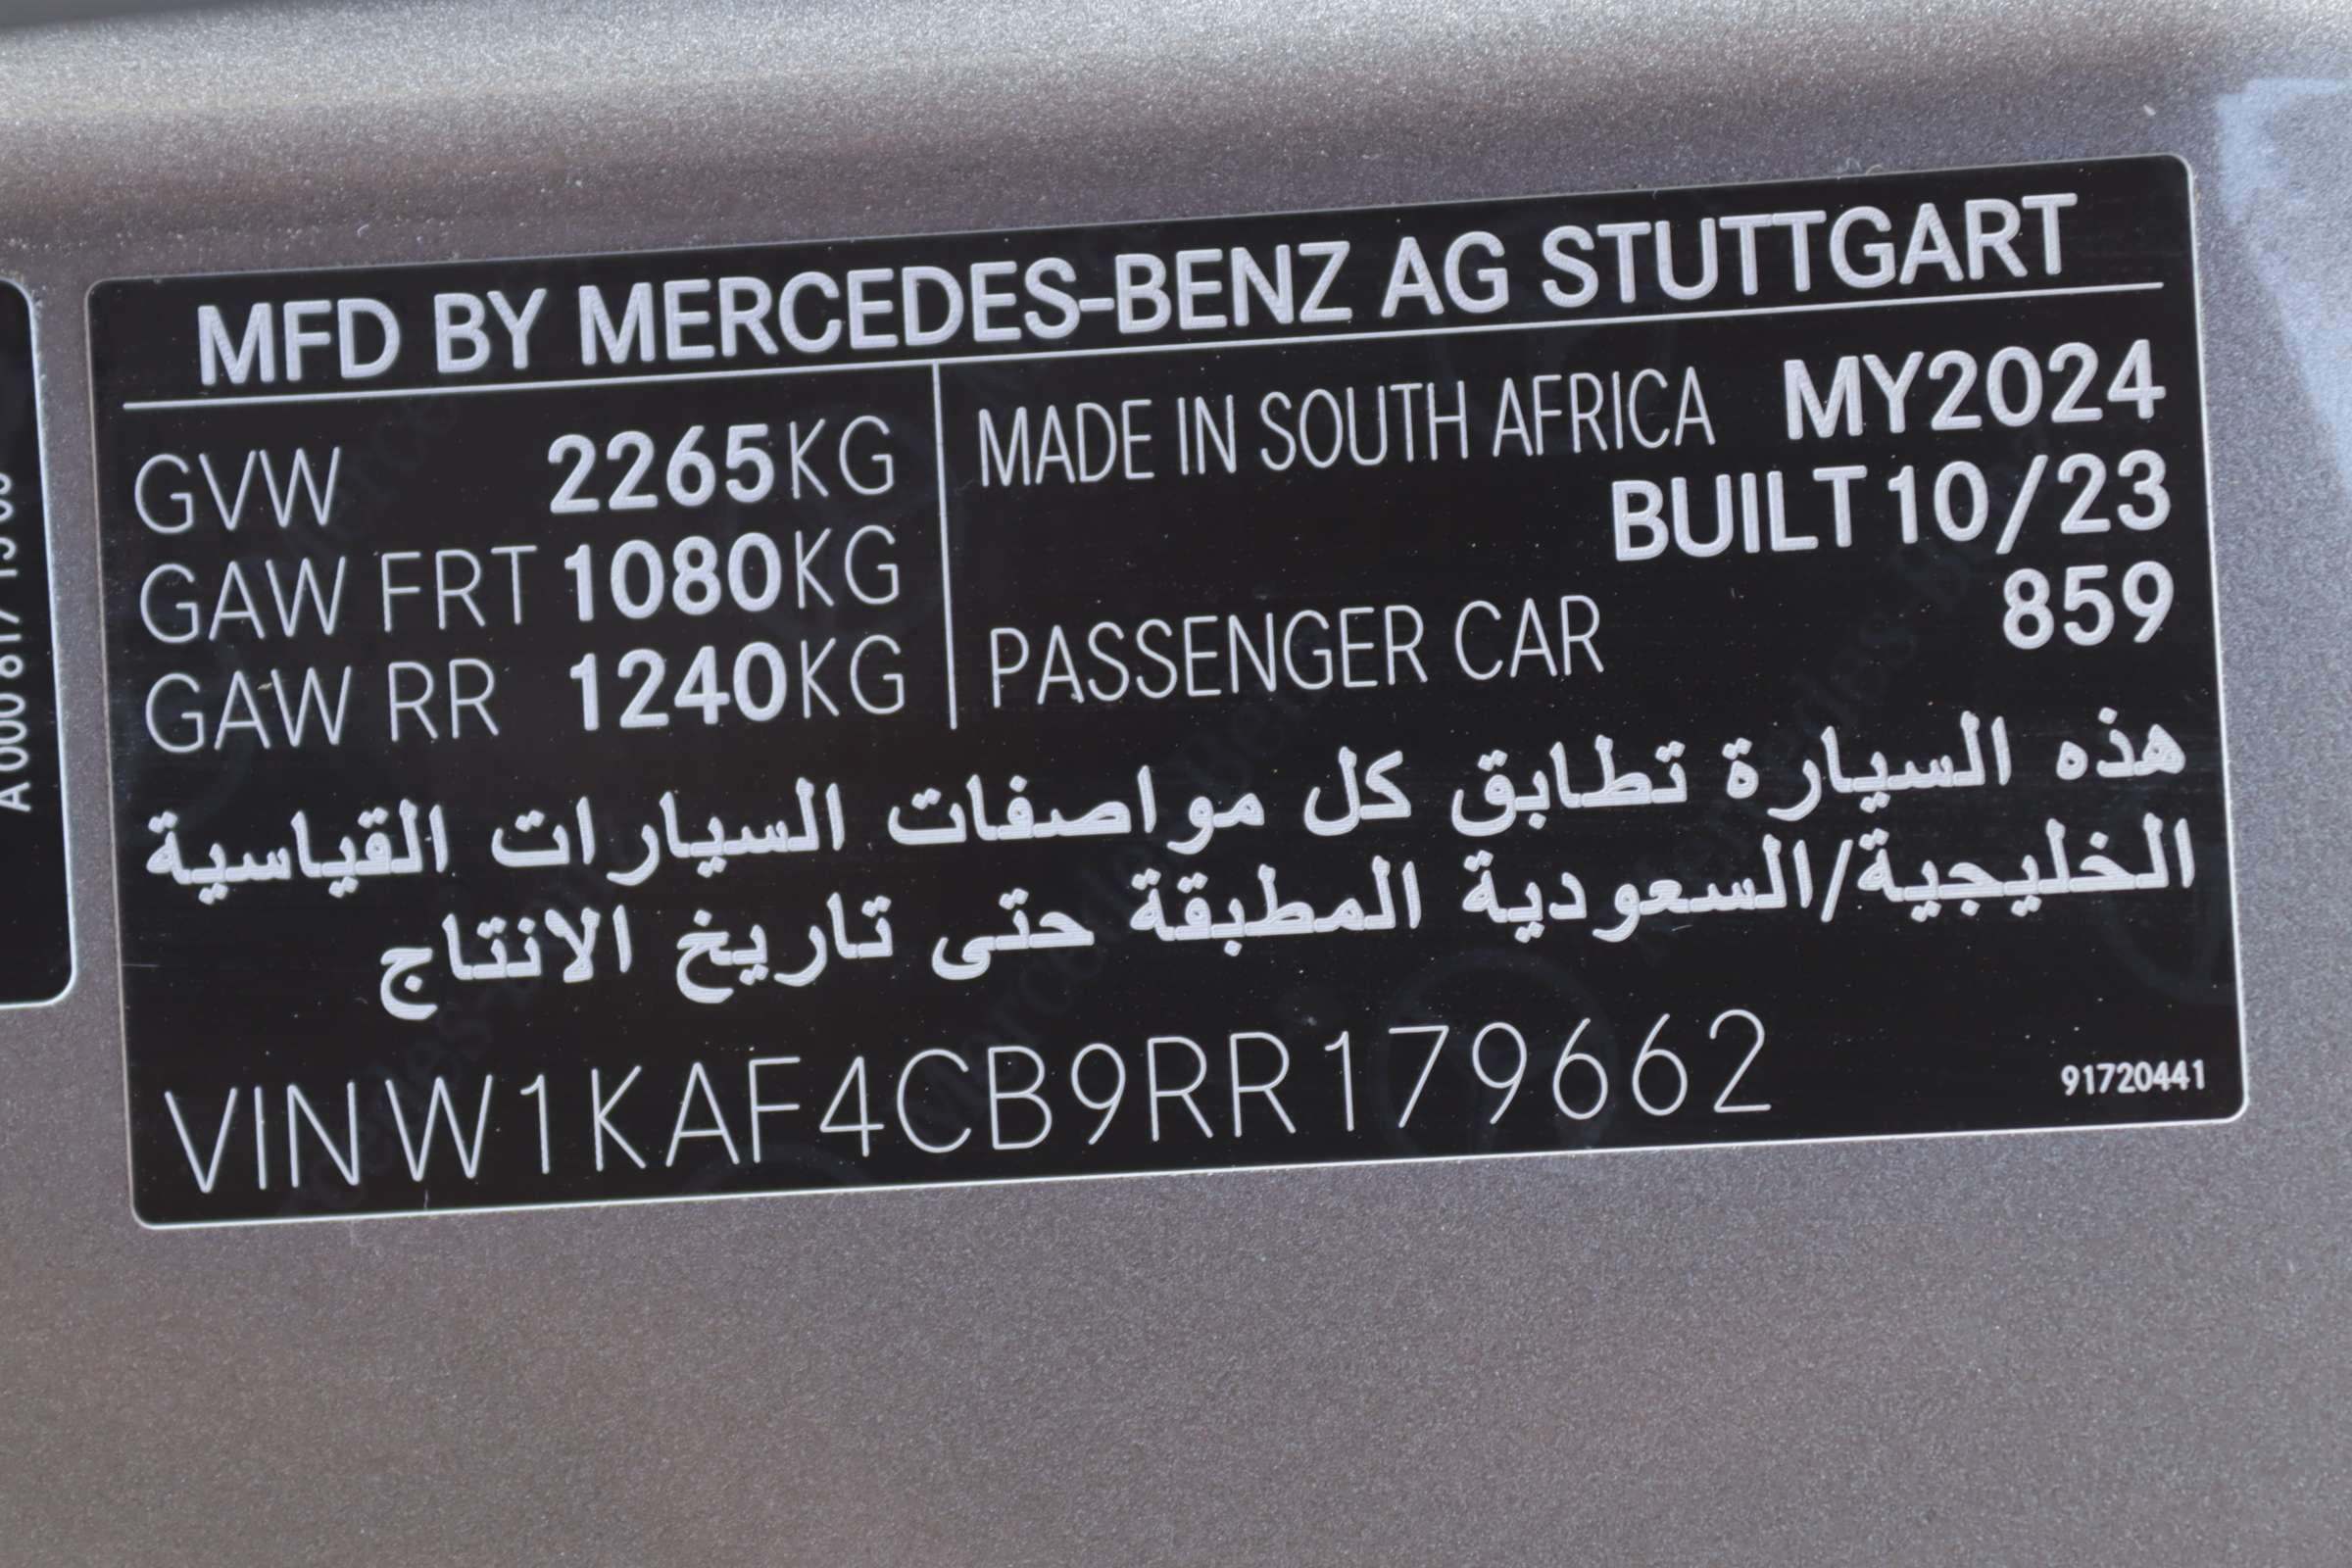 MFD BY MERCEDES-BENZ AG STUTTGART
GVW 2265KG
GAW FRT 1080KG
GAW RR 1240KG
MADE IN SOUTH AFRICA MY2024
BUILT 10/23
859
PASSENGER CAR
هذه السيارة تطابق كل مواصفات السيارات القياسية
الخليجية/السعودية المطبقة حتى تاريخ الانتاج
VIN W1KAF4CB9RR179662
91720441